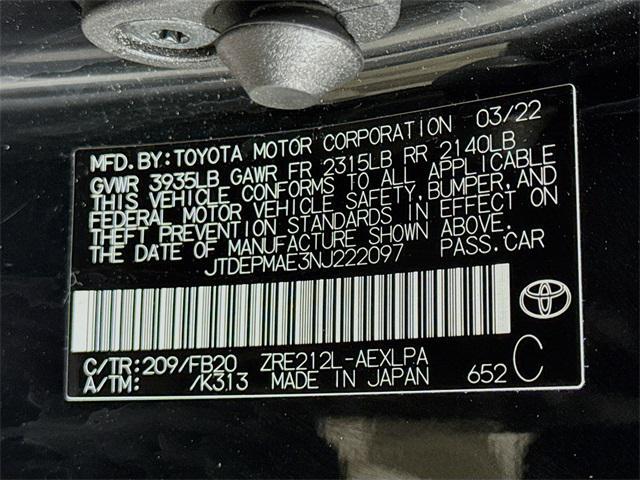 MFD. BY: TOYOTA MOTOR CORPORATION 03/22
GVWR 3935LB GAWR FR 2315LB RR 2140LB
THIS VEHICLE CONFORMS TO ALL APPLICABLE
FEDERAL MOTOR VEHICLE SAFETY, BUMPER, AND
THEFT PREVENTION STANDARDS IN EFFECT ON
THE DATE OF MANUFACTURE SHOWN ABOVE.
JTDEPMAE3NJ222097 PASS. CAR
C/TR: 209/FB20 ZRE212L-AEXLPA
A/TM: /K313 MADE IN JAPAN 652 C